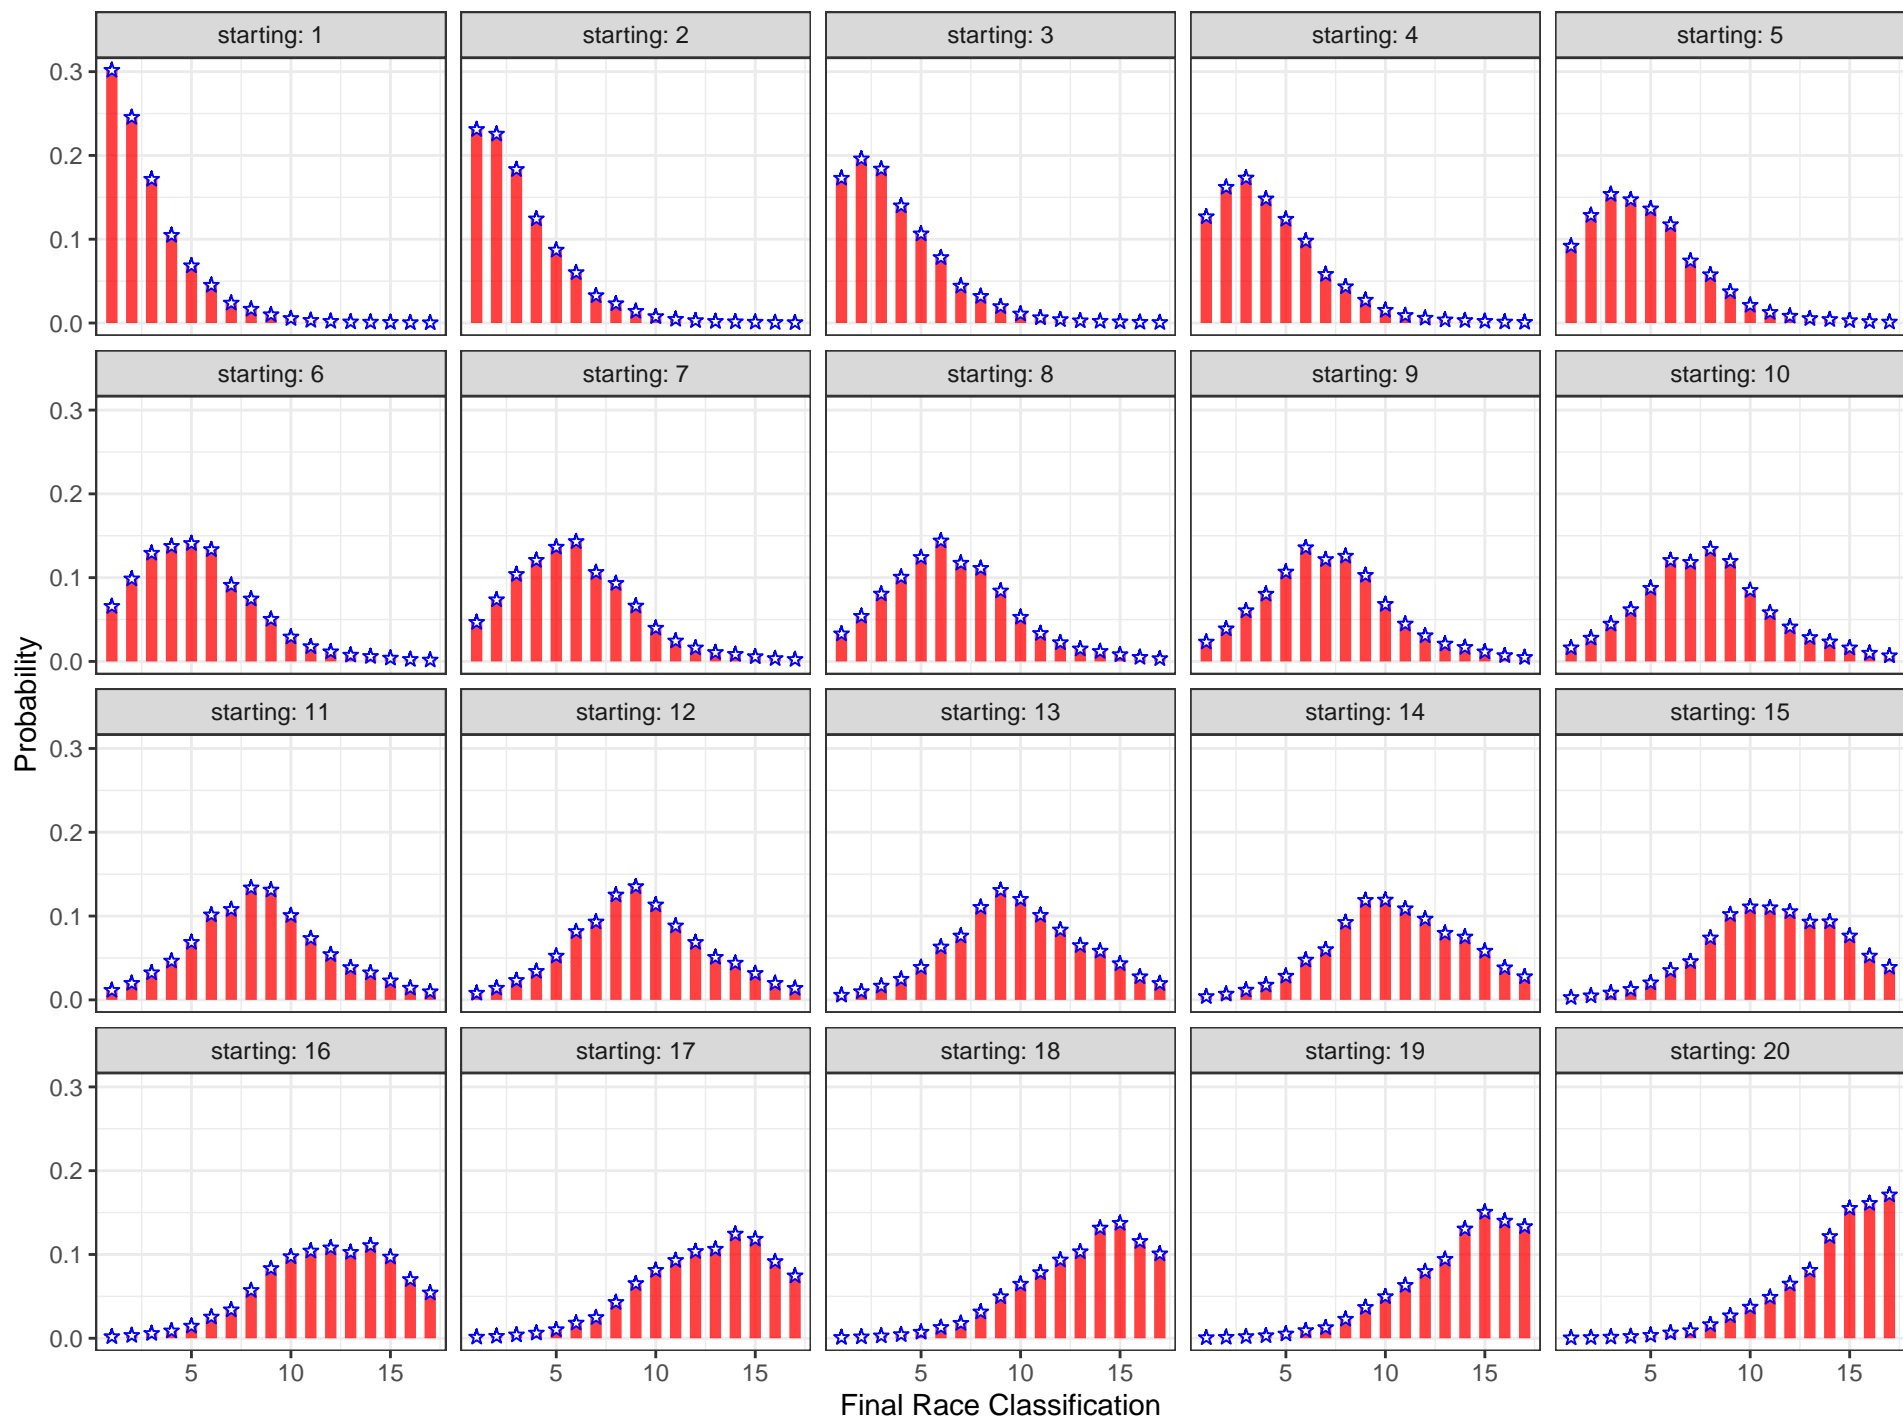 starting: 1 starting: 2 starting: 3 starting: 4 starting: 5
0.3
0.2
0.1
0.0
starting: 6 starting: 7 starting: 8 starting: 9 starting: 10
0.3
0.2
0.1
0.0
Probability
starting: 11 starting: 12 starting: 13 starting: 14 starting: 15
0.3
0.2
0.1
0.0
starting: 16 starting: 17 starting: 18 starting: 19 starting: 20
0.3
0.2
0.1
0.0
5 10 15 5 10 15 5 10 15 5 10 15 5 10 15
Final Race Classification